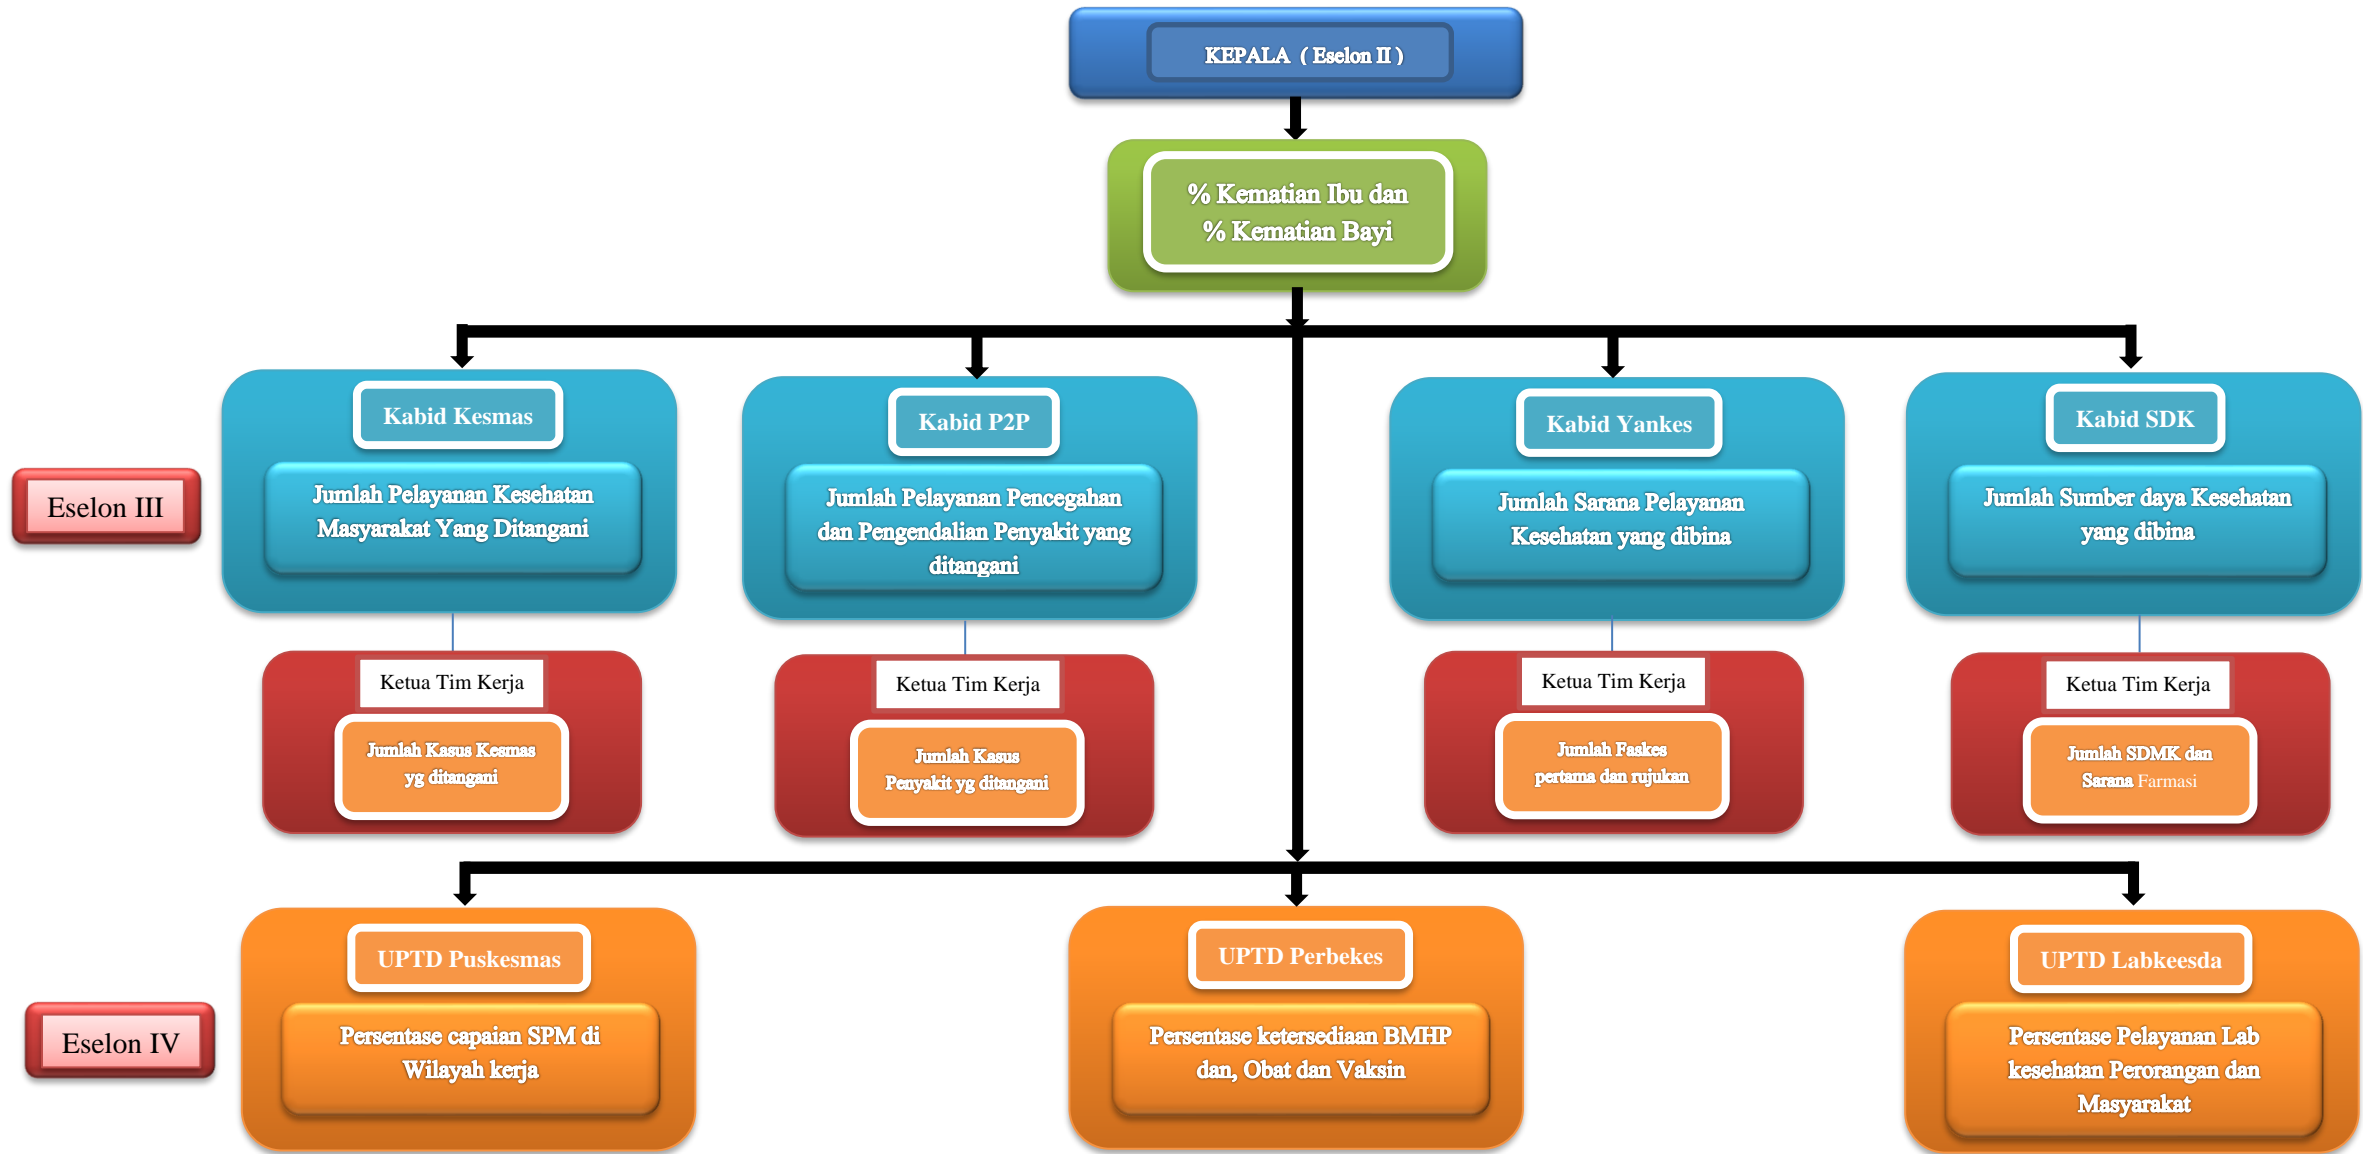 KEPALA ( Eselon II )
% Kematian Ibu dan
% Kematian Bayi
Eselon III
Kabid Kesmas
Jumlah Pelayanan Kesehatan
Masyarakat Yang Ditangani
Kabid P2P
Jumlah Pelayanan Pencegahan
dan Pengendalian Penyakit yang
ditangani
Kabid Yankes
Jumlah Sarana Pelayanan
Kesehatan yang dibina
Kabid SDK
Jumlah Sumber daya Kesehatan
yang dibina
Ketua Tim Kerja
Jumlah Kasus Kesmas
yg ditangani
Ketua Tim Kerja
Jumlah Kasus
Penyakit yg ditangani
Ketua Tim Kerja
Jumlah Faskes
pertama dan rujukan
Ketua Tim Kerja
Jumlah SDMK dan
Sarana Farmasi
Eselon IV
UPTD Puskesmas
Persentase capaian SPM di
Wilayah kerja
UPTD Perbekes
Persentase ketersediaan BMHP
dan, Obat dan Vaksin
UPTD Labkeesda
Persentase Pelayanan Lab
kesehatan Perorangan dan
Masyarakat